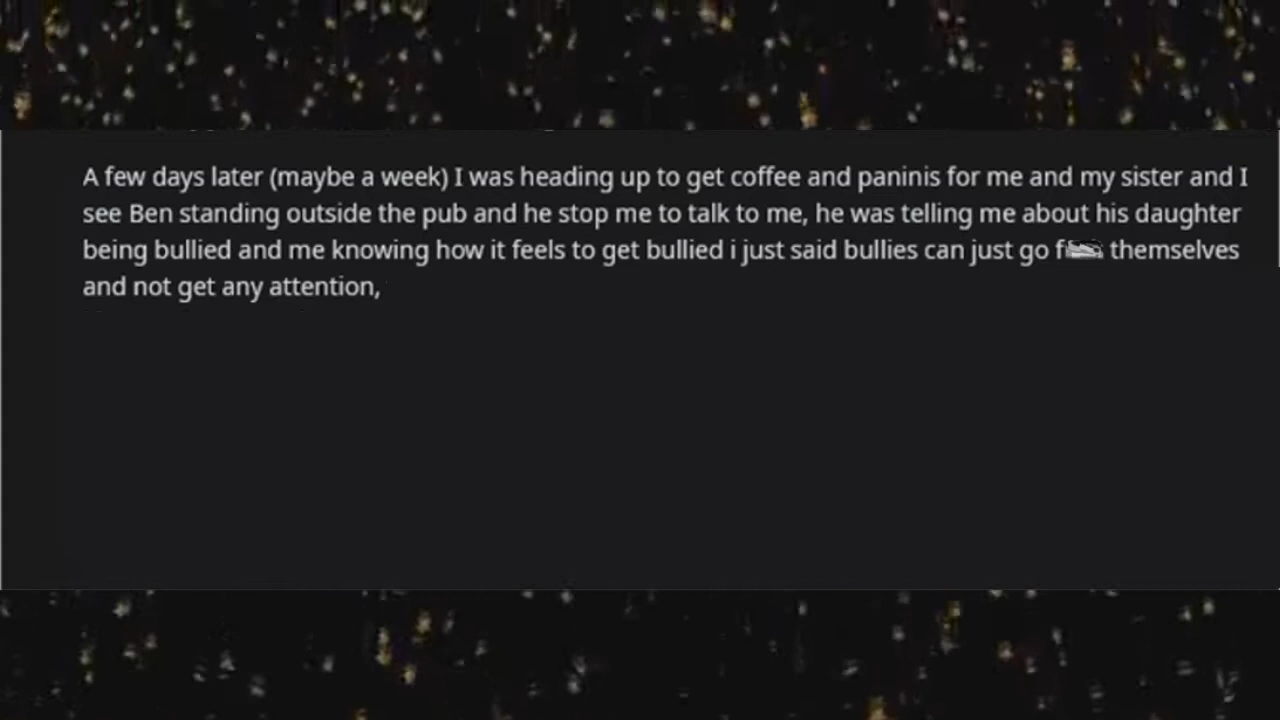 A few days later (maybe a week) I was heading up to get coffee and paninis for me and my sister and I
see Ben standing outside the pub and he stop me to talk to me, he was telling me about his daughter
being bullied and me knowing how it feels to get bullied i just said bullies can just go f themselves
and not get any attention,